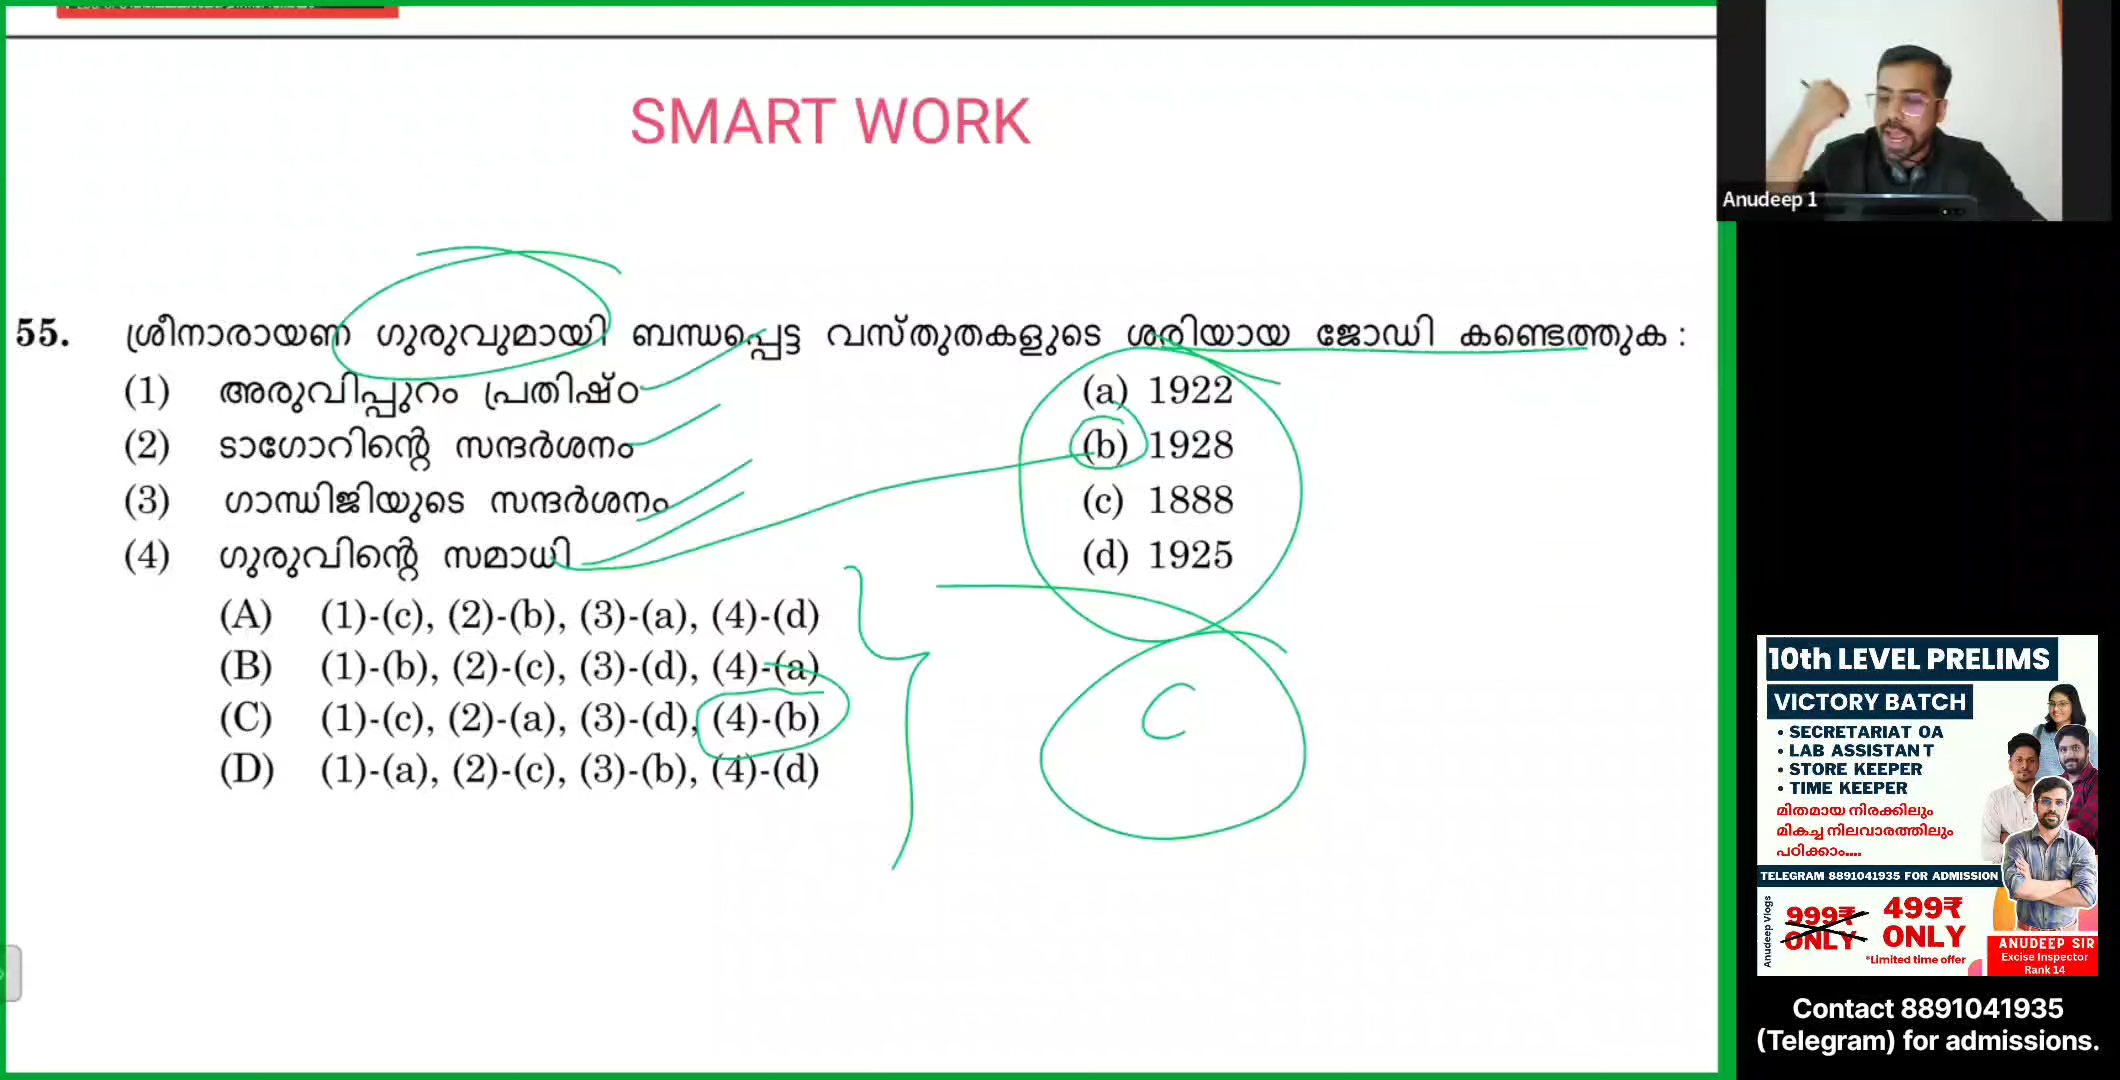 SMART WORK
Anudeep 1
55. ശ്രീനാരായണ ഗുരുവുമായി ബന്ധപ്പെട്ട വസ്തുതകളുടെ ശരിയായ ജോഡി കണ്ടെത്തുക :
(1) അരുവിപ്പുറം പ്രതിഷ്ഠ (a) 1922
(2) ടാഗോറിന്റെ സന്ദർശനം (b) 1928
(3) ഗാന്ധിജിയുടെ സന്ദർശനം (c) 1888
(4) ഗുരുവിന്റെ സമാധി (d) 1925
(A) (1)-(c), (2)-(b), (3)-(a), (4)-(d)
(B) (1)-(b), (2)-(c), (3)-(d), (4)-(a)
(C) (1)-(c), (2)-(a), (3)-(d), (4)-(b)
(D) (1)-(a), (2)-(c), (3)-(b), (4)-(d)
C
10th LEVEL PRELIMS
VICTORY BATCH
• SECRETARIAT OA
• LAB ASSISTANT
• STORE KEEPER
• TIME KEEPER
മിതമായ നിരക്കിലും
മികച്ച നിലവാരത്തിലും
പഠിക്കാം....
TELEGRAM 8891041935 FOR ADMISSION
Anudeep Vlogs
999₹ ONLY
499₹ ONLY
*Limited time offer
ANUDEEP SIR
Excise Inspector
Rank 14
Contact 8891041935
(Telegram) for admissions.